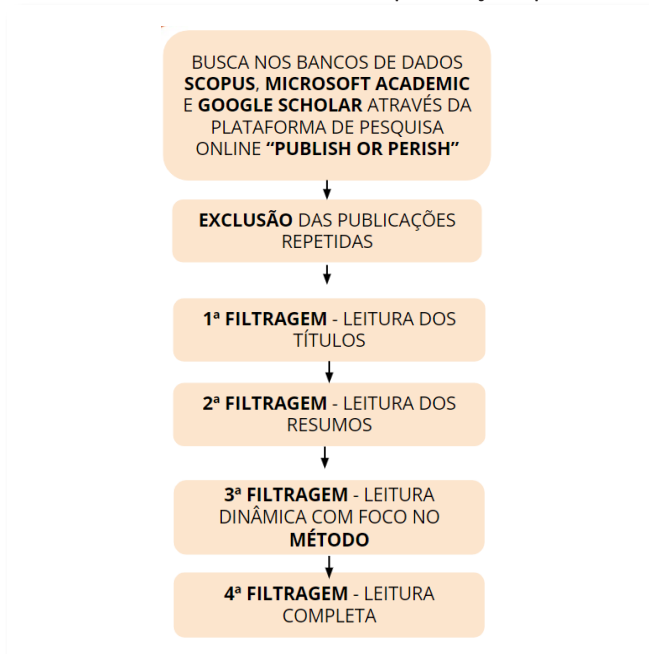 BUSCA NOS BANCOS DE DADOS
SCOPUS, MICROSOFT ACADEMIC
E GOOGLE SCHOLAR ATRAVÉS DA
PLATAFORMA DE PESQUISA
ONLINE “PUBLISH OR PERISH”
EXCLUSÃO DAS PUBLICAÇÕES
REPETIDAS
1ª FILTRAGEM - LEITURA DOS
TÍTULOS
2ª FILTRAGEM - LEITURA DOS
RESUMOS
3ª FILTRAGEM - LEITURA
DINÂMICA COM FOCO NO
MÉTODO
4ª FILTRAGEM - LEITURA
COMPLETA